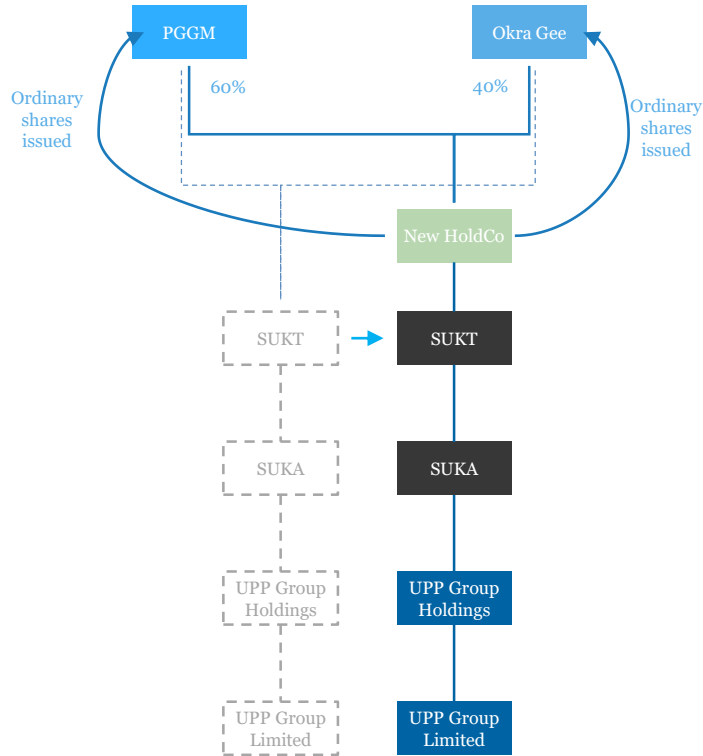 PGGM
Okra Gee
60%
40%
Ordinary
shares
issued
Ordinary
shares
issued
New HoldCo
SUKT
SUKT
SUKA
SUKA
UPP Group
Holdings
UPP Group
Holdings
UPP Group
Limited
UPP Group
Limited